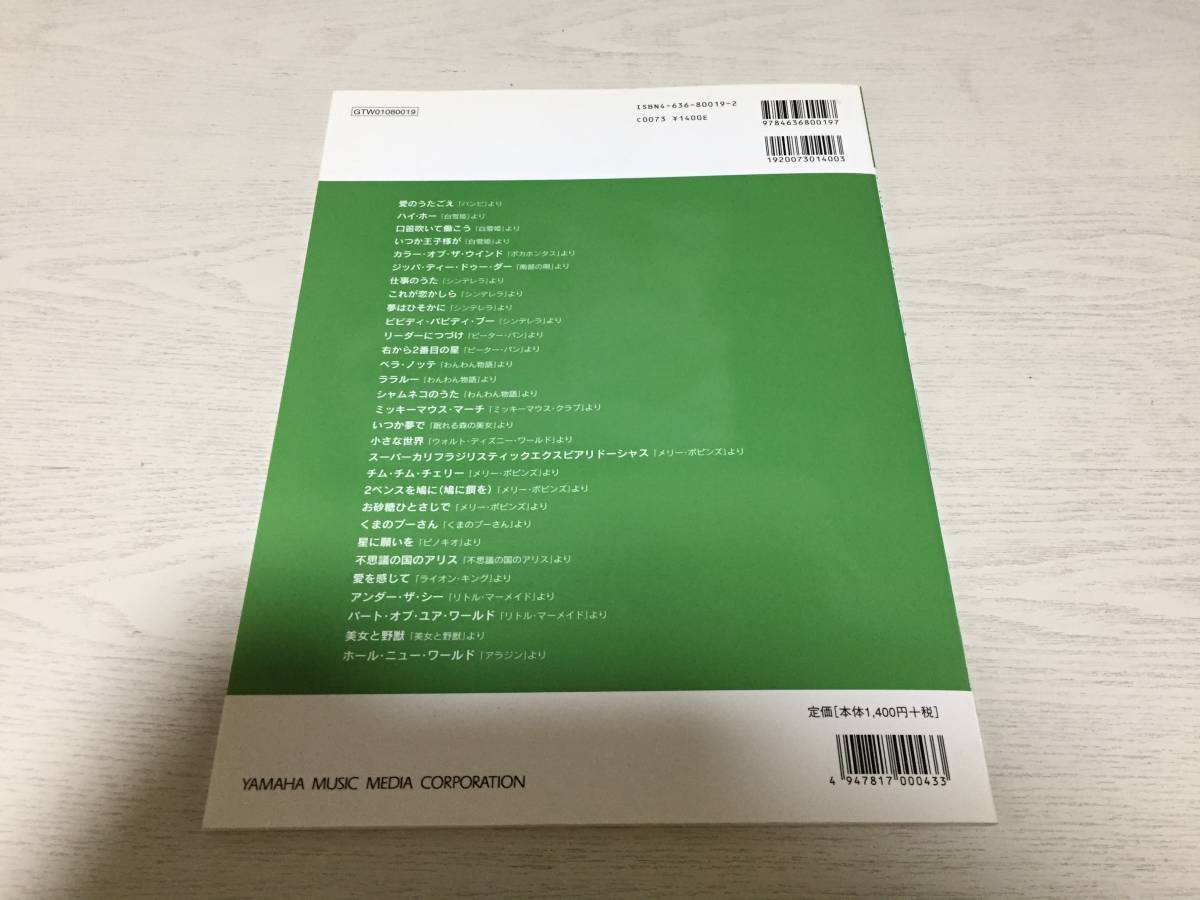 GTW01080019
ISBN4-636-80019-2
C0073 ¥1400E
9784636800197
1920073014003
愛のうたごえ「バンビ」より
ハイ・ホー「白雪姫」より
口笛吹いて働こう「白雪姫」より
いつか王子様が「白雪姫」より
カラー・オブ・ザ・ウインド「ポカホンタス」より
ジッパ・ディー・ドゥー・ダー「南部の唄」より
仕事のうた「シンデレラ」より
これが恋かしら「シンデレラ」より
夢はひそかに「シンデレラ」より
ビビディ・バビディ・ブー「シンデレラ」より
リーダーにつづけ「ピーター・パン」より
右から2番目の星「ピーター・パン」より
ベラ・ノッテ「わんわん物語」より
ララルー「わんわん物語」より
シャムネコのうた「わんわん物語」より
ミッキーマウス・マーチ「ミッキーマウス・クラブ」より
いつか夢で「眠れる森の美女」より
小さな世界「ウォルト・ディズニー・ワールド」より
スーパーカリフラジリスティックエクスピアリドーシャス「メリー・ポピンズ」より
チム・チム・チェリー「メリー・ポピンズ」より
2ペンスを鳩に(鳩に餌を)「メリー・ポピンズ」より
お砂糖ひとさじで「メリー・ポピンズ」より
くまのプーさん「くまのプーさん」より
星に願いを「ピノキオ」より
不思議の国のアリス「不思議の国のアリス」より
愛を感じて「ライオン・キング」より
アンダー・ザ・シー「リトル・マーメイド」より
パート・オブ・ユア・ワールド「リトル・マーメイド」より
美女と野獣「美女と野獣」より
ホール・ニュー・ワールド「アラジン」より
定価[本体1,400円+税]
4 947817 000433
YAMAHA MUSIC MEDIA CORPORATION